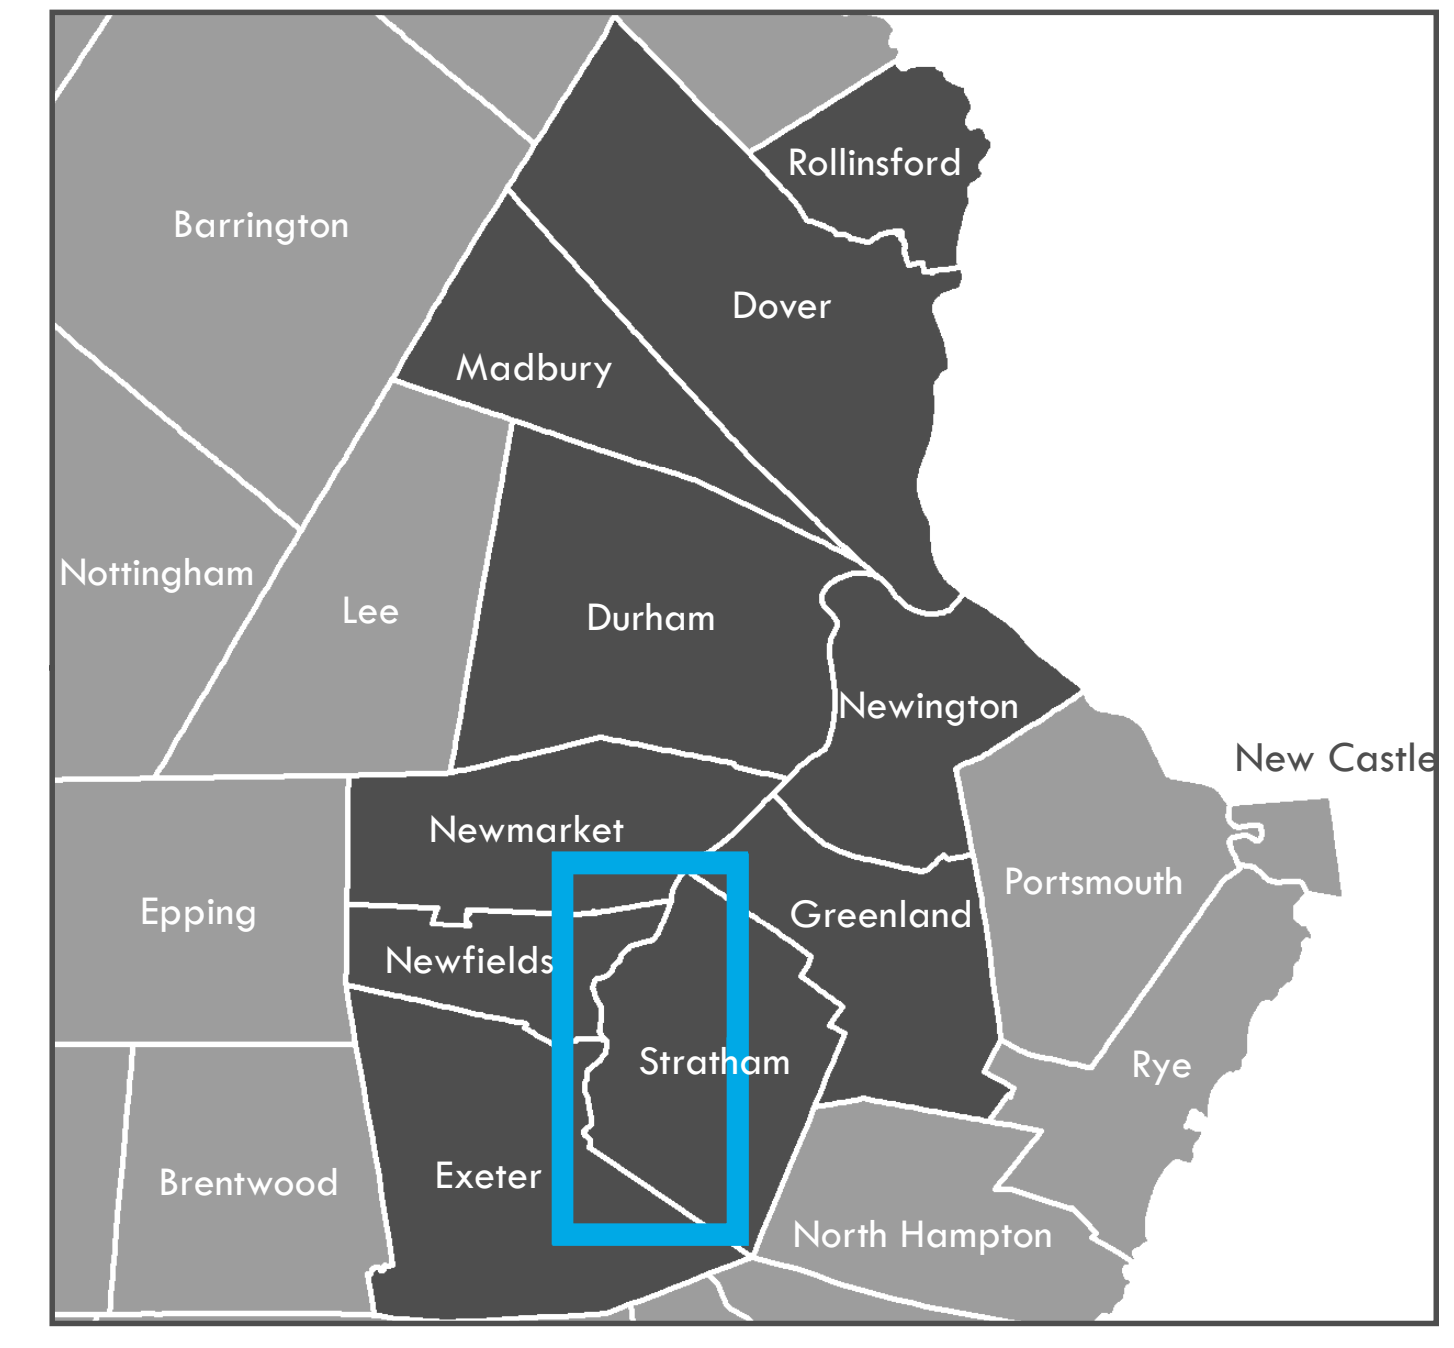 Rollinsford
Barrington
Dover
Madbury
Nottingham
Lee
Durham
Newington
New Castle
Newmarket
Portsmouth
Epping
Greenland
Newfields
Stratham
Rye
Exeter
Brentwood
North Hampton